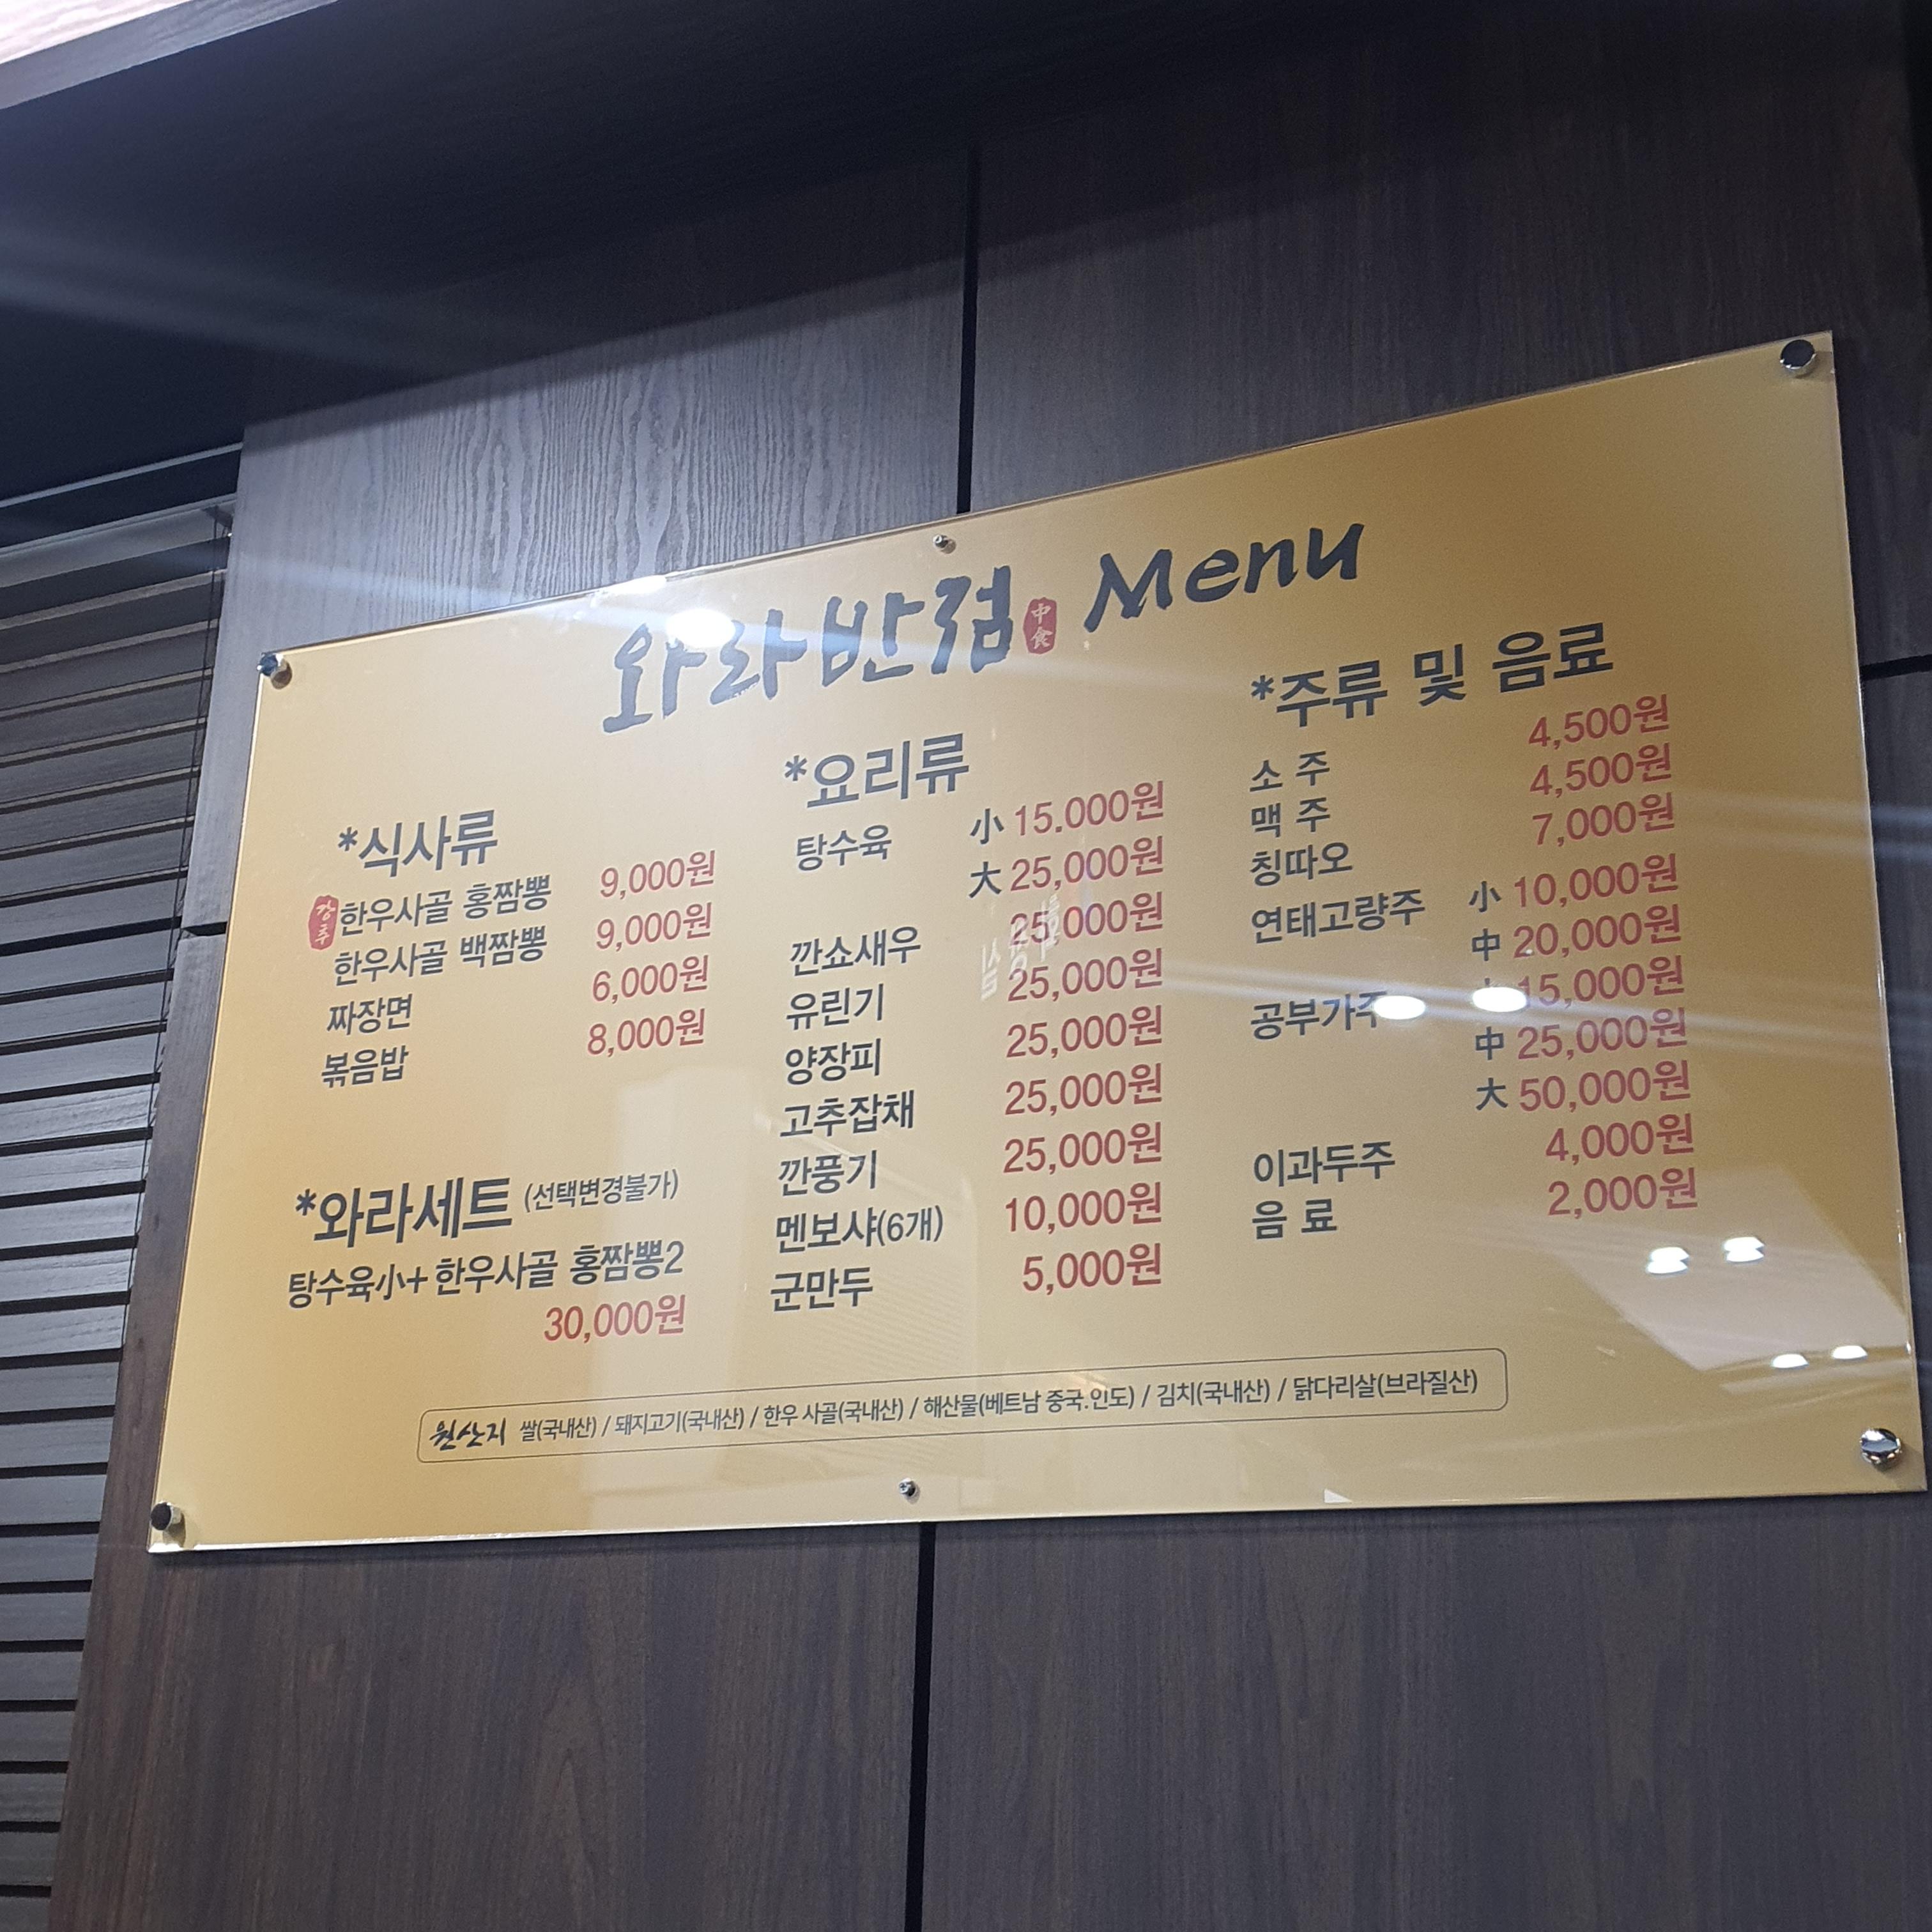 와라반점 中食 Menu
*식사류
강추 한우사골 홍짬뽕 9,000원
한우사골 백짬뽕 9,000원
짜장면 6,000원
볶음밥 8,000원
*와라세트 (선택변경불가)
탕수육小+한우사골 홍짬뽕2
30,000원
*요리류
탕수육 小 15.000원
大 25,000원
깐쇼새우 25,000원
유린기 25,000원
양장피 25,000원
고추잡채 25,000원
깐풍기 25,000원
멘보샤(6개) 10,000원
군만두 5,000원
*주류 및 음료
소 주 4,500원
맥 주 4,500원
칭따오 7,000원
연태고량주 小 10,000원
中 20,000원
공부가주 15,000원
中 25,000원
大 50,000원
이과두주 4,000원
음 료 2,000원
원산지 쌀(국내산) / 돼지고기(국내산) / 한우 사골(국내산) / 해산물(베트남 중국.인도) / 김치(국내산) / 닭다리살(브라질산)